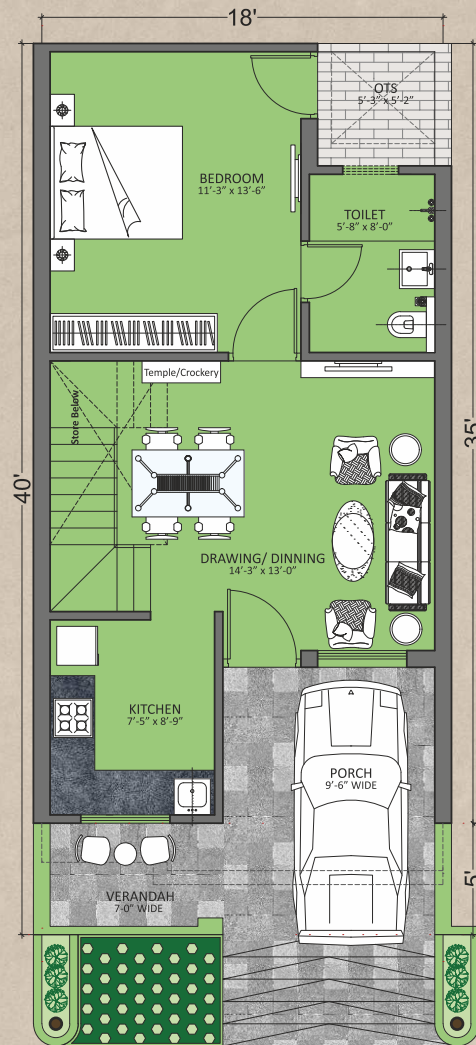 18'
OTS
5'-3" x 5'-2"
BEDROOM
11'-3" x 13'-6"
TOILET
5'-8" x 8'-0"
Temple/Crockery
Store Below
40'
35'
DRAWING/ DINNING
14'-3" x 13'-0"
KITCHEN
7'-5" x 8'-9"
PORCH
9'-6" WIDE
VERANDAH
7-0" WIDE
5'